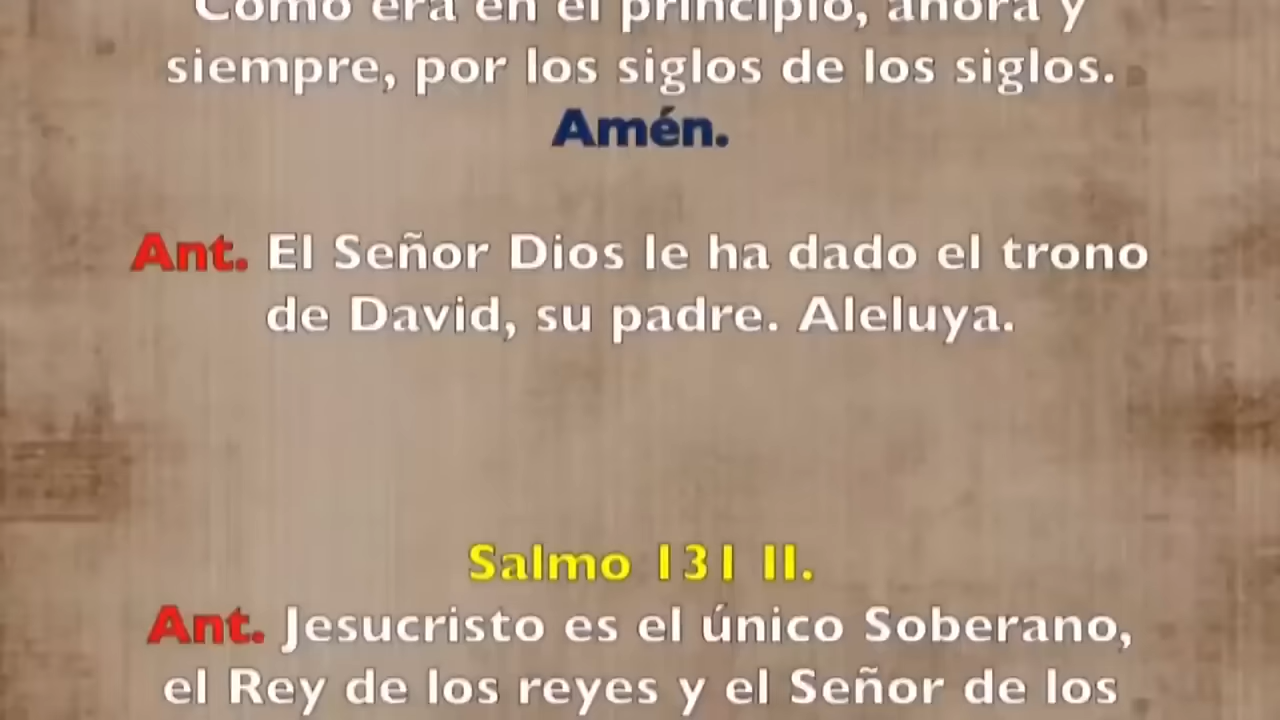 Como era en el principio, ahora y
siempre, por los siglos de los siglos.
Amén.
Ant. El Señor Dios le ha dado el trono
de David, su padre. Aleluya.
Salmo 131 II.
Ant. Jesucristo es el único Soberano,
el Rey de los reyes y el Señor de los